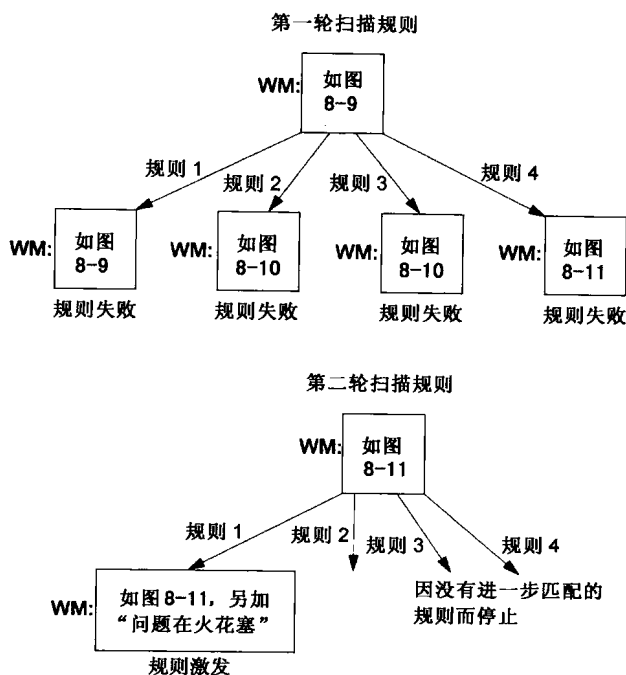 第一轮扫描规则
WM:
如图
8-9
规则 1
规则 2
规则 3
规则 4
WM:
如图
8-9
规则失败
WM:
如图
8-10
规则失败
WM:
如图
8-10
规则失败
WM:
如图
8-11
规则失败
第二轮扫描规则
WM:
如图
8-11
规则 1
规则 2
规则 3
规则 4
WM:
如图 8-11, 另加
“问题在火花塞”
规则激发
因没有进一步匹配的
规则而停止